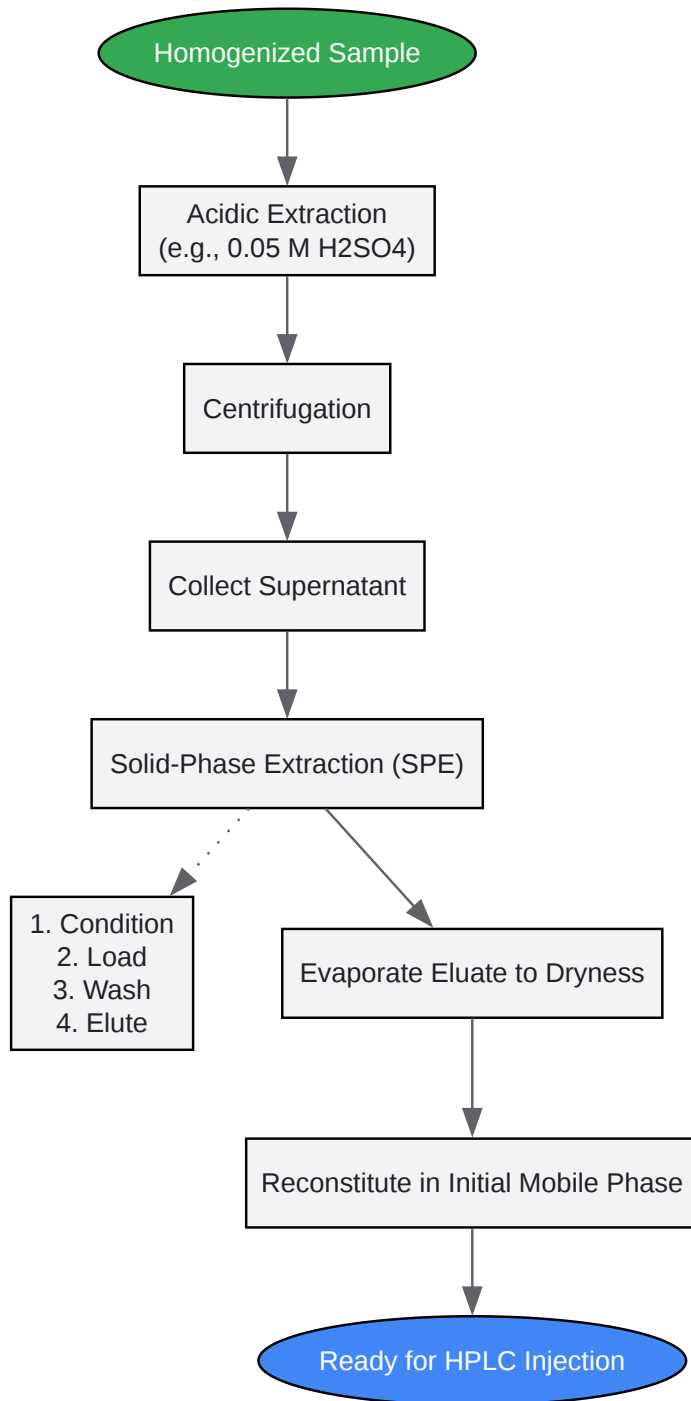 Homogenized Sample
Acidic Extraction
(e.g., 0.05 M H2SO4)
Centrifugation
Collect Supernatant
Solid-Phase Extraction (SPE)
1. Condition
2. Load
3. Wash
4. Elute
Evaporate Eluate to Dryness
Reconstitute in Initial Mobile Phase
Ready for HPLC Injection